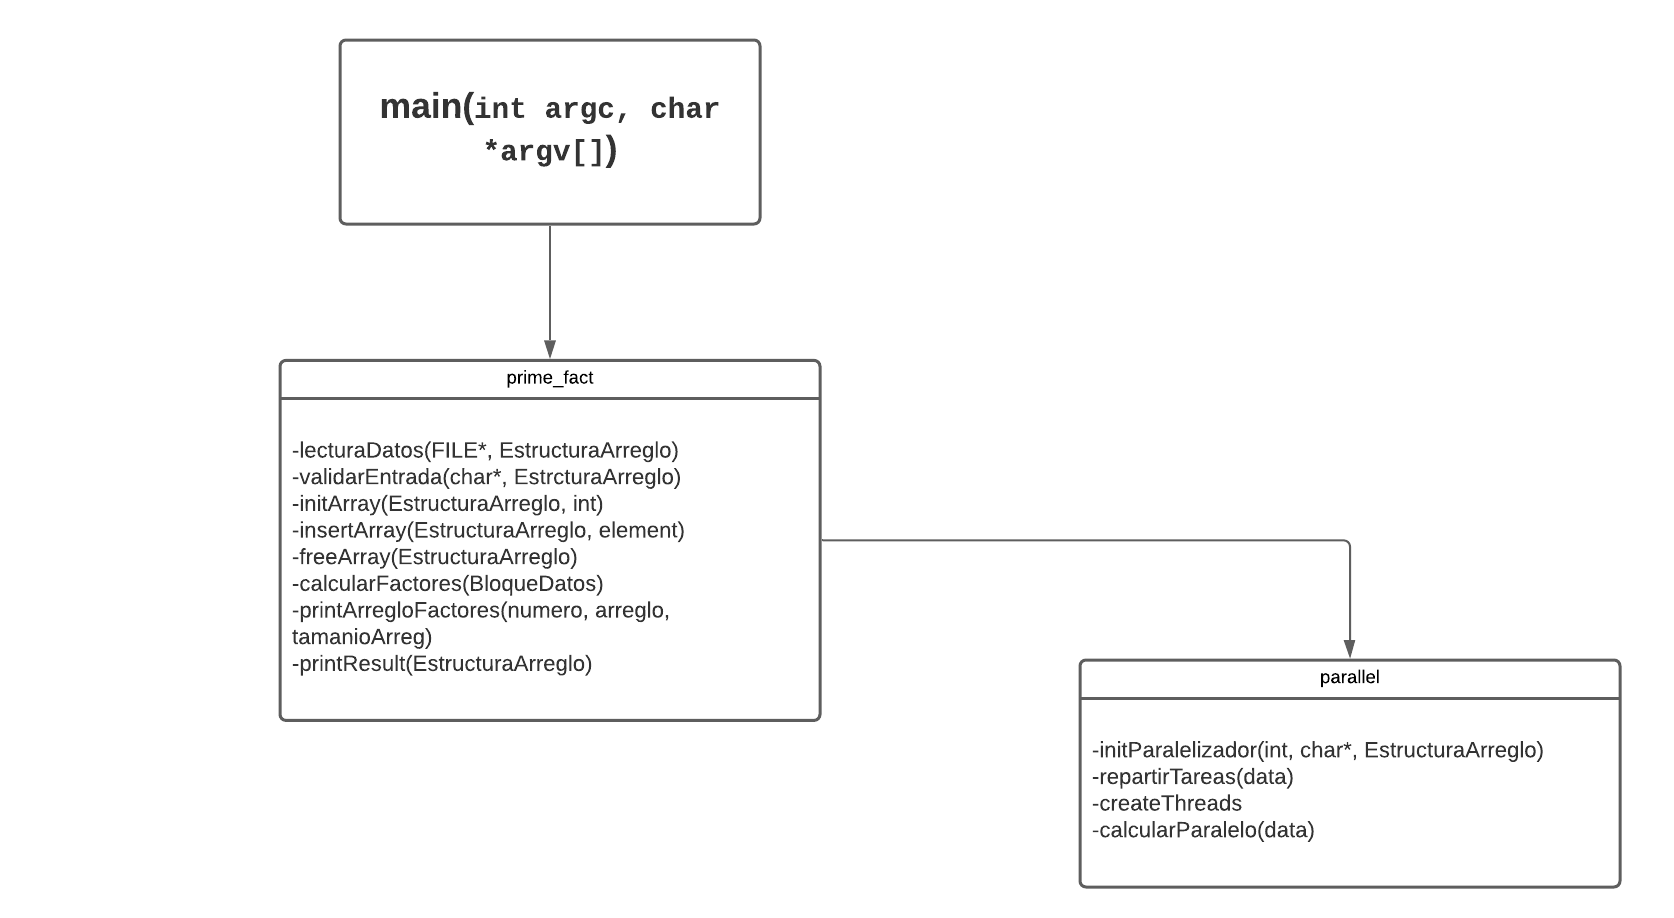 main(int argc, char
*argv[])
prime_fact
-lecturaDatos(FILE*, EstructuraArreglo)
-validarEntrada(char*, EstrcturaArreglo)
-initArray(EstructuraArreglo, int)
-insertArray(EstructuraArreglo, element)
-freeArray(EstructuraArreglo)
-calcularFactores(BloqueDatos)
-printArregloFactores(numero, arreglo,
tamanioArreg)
-printResult(EstructuraArreglo)
parallel
-initParalelizador(int, char*, EstructuraArreglo)
-repartirTareas(data)
-createThreads
-calcularParalelo(data)